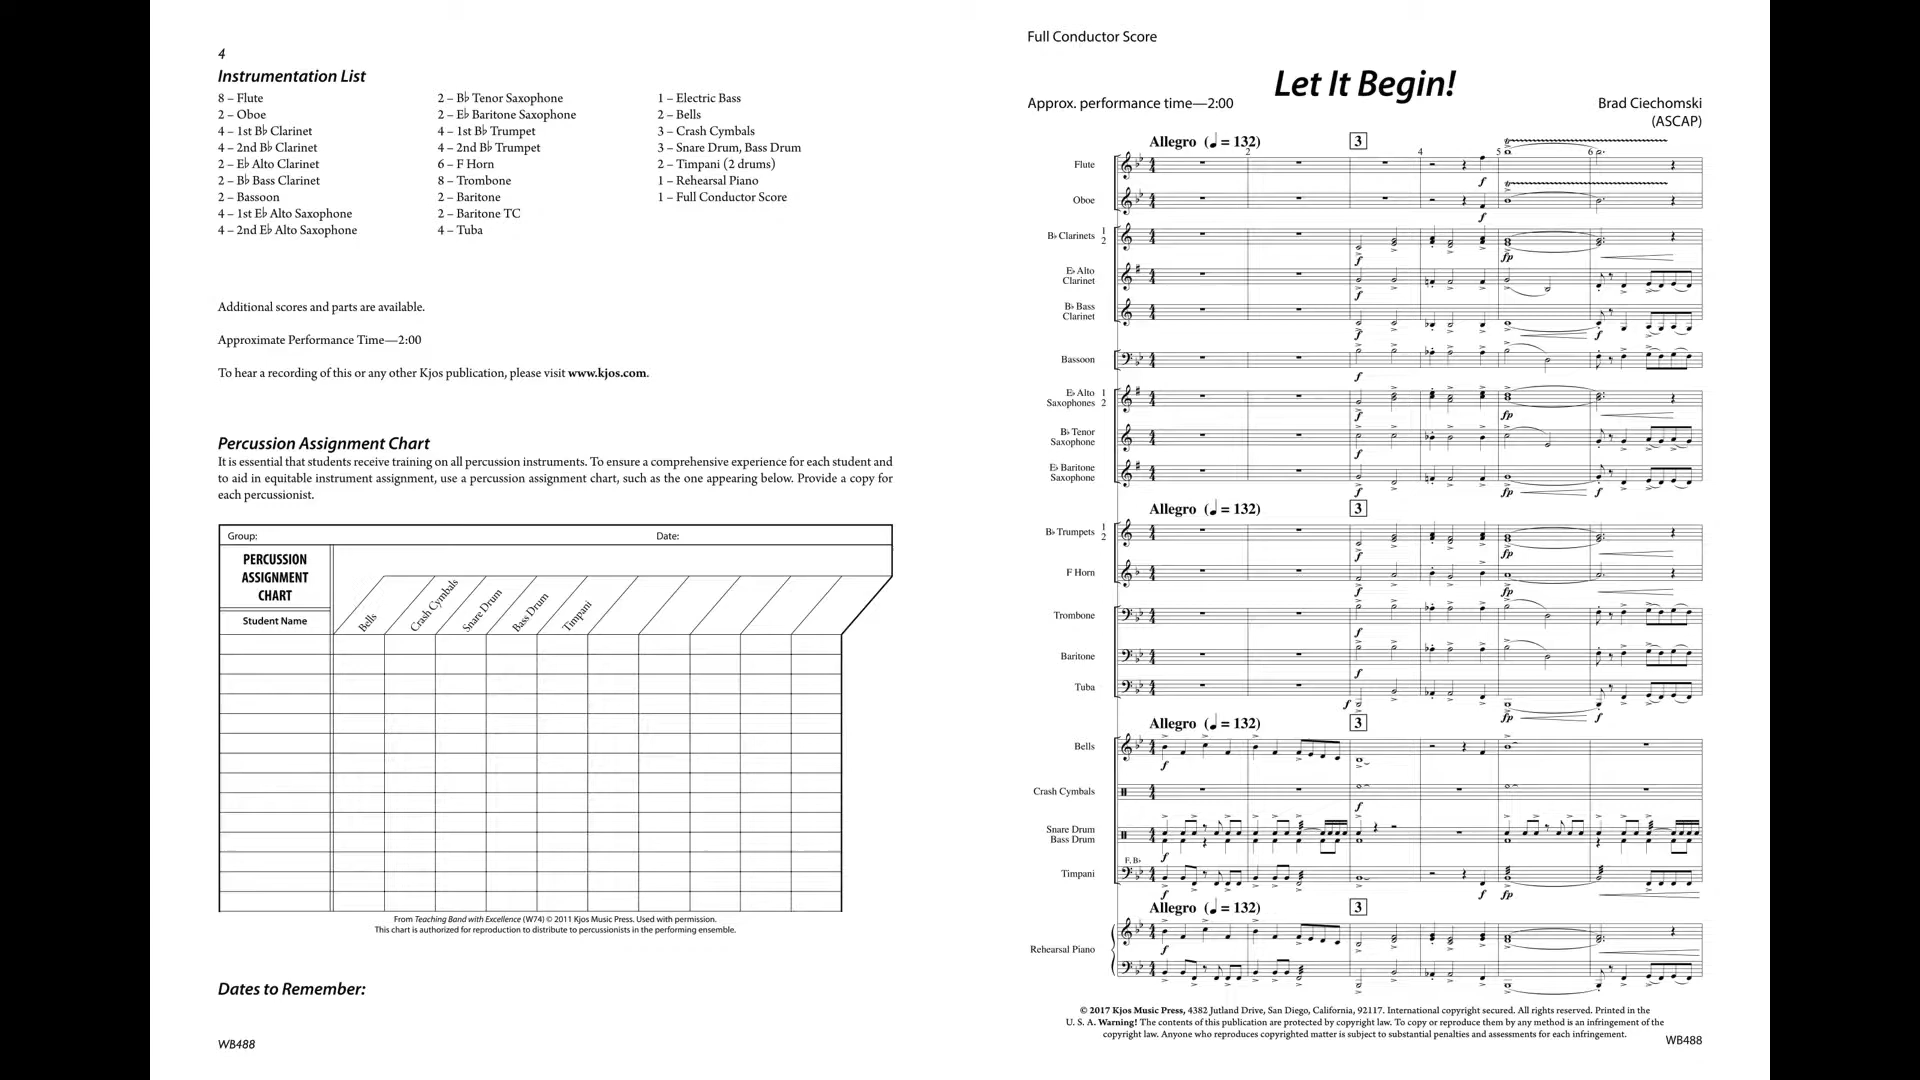 4
Instrumentation List
8 – Flute
2 – Oboe
4 – 1st B♭ Clarinet
4 – 2nd B♭ Clarinet
2 – E♭ Alto Clarinet
2 – B♭ Bass Clarinet
2 – Bassoon
4 – 1st E♭ Alto Saxophone
4 – 2nd E♭ Alto Saxophone
2 – B♭ Tenor Saxophone
2 – E♭ Baritone Saxophone
4 – 1st B♭ Trumpet
4 – 2nd B♭ Trumpet
6 – F Horn
8 – Trombone
2 – Baritone
2 – Baritone TC
4 – Tuba
1 – Electric Bass
2 – Bells
3 – Crash Cymbals
3 – Snare Drum, Bass Drum
2 – Timpani (2 drums)
1 – Rehearsal Piano
1 – Full Conductor Score
Additional scores and parts are available.
Approximate Performance Time—2:00
To hear a recording of this or any other Kjos publication, please visit www.kjos.com.
Percussion Assignment Chart
It is essential that students receive training on all percussion instruments. To ensure a comprehensive experience for each student and
to aid in equitable instrument assignment, use a percussion assignment chart, such as the one appearing below. Provide a copy for
each percussionist.
Group: Date:
PERCUSSION
ASSIGNMENT
CHART
Student Name
Bells
Crash Cymbals
Snare Drum
Bass Drum
Timpani
From Teaching Band with Excellence (W74) © 2011 Kjos Music Press. Used with permission.
This chart is authorized for reproduction to distribute to percussionists in the performing ensemble.
Dates to Remember:
WB488
Full Conductor Score
Let It Begin!
Approx. performance time—2:00
Brad Ciechomski
(ASCAP)
Allegro (♩ = 132) 3
2 4 5 6
Flute
f
Oboe
f
B♭ Clarinets 1
2
f fp
E♭ Alto
Clarinet
f
B♭ Bass
Clarinet
f f
Bassoon
f
E♭ Alto 1
Saxophones 2
f fp
B♭ Tenor
Saxophone
f
E♭ Baritone
Saxophone
f fp f
Allegro (♩ = 132) 3
B♭ Trumpets 1
2
f fp
F Horn
f fp
Trombone
f
Baritone
f
Tuba
f fp f
Allegro (♩ = 132) 3
Bells
f
Crash Cymbals
f
Snare Drum
Bass Drum
f
F, B♭
Timpani
f f fp
Allegro (♩ = 132) 3
Rehearsal Piano
f
© 2017 Kjos Music Press, 4382 Jutland Drive, San Diego, California, 92117. International copyright secured. All rights reserved. Printed in the
U. S. A. Warning! The contents of this publication are protected by copyright law. To copy or reproduce them by any method is an infringement of the
copyright law. Anyone who reproduces copyrighted matter is subject to substantial penalties and assessments for each infringement.
WB488